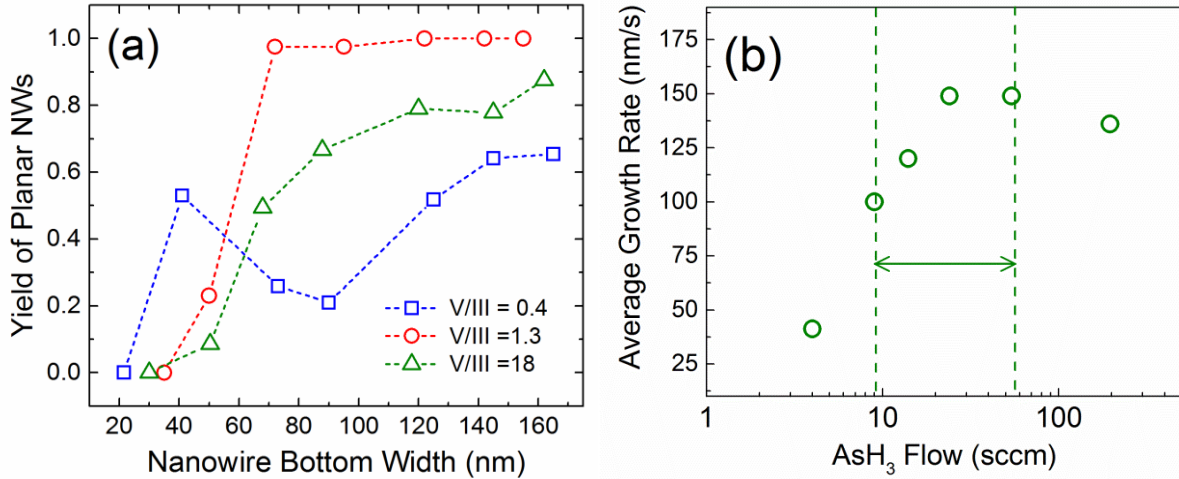 (a)
Yield of Planar NWs
1.0
0.8
0.6
0.4
0.2
0.0
V/III = 0.4
V/III =1.3
V/III =18
20 40 60 80 100 120 140 160
Nanowire Bottom Width (nm)
(b)
Average Growth Rate (nm/s)
175
150
125
100
75
50
25
1 10 100
AsH₃ Flow (sccm)